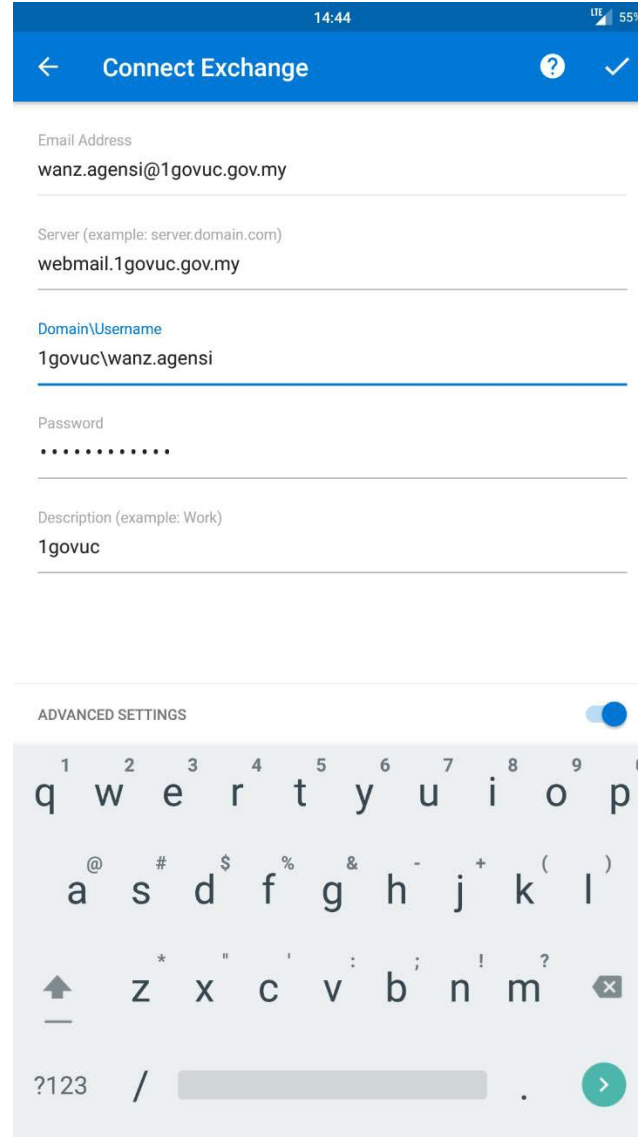 14:44
LTE 55%
Connect Exchange
?
Email Address
wanz.agensi@1govuc.gov.my
Server (example: server.domain.com)
webmail.1govuc.gov.my
Domain\Username
1govuc\wanz.agensi
Password
••••••••••••
Description (example: Work)
1govuc
ADVANCED SETTINGS
1 2 3 4 5 6 7 8 9
q w e r t y u i o p
@ # $ % & - + ( )
a s d f g h j k l
* " ' : ; ! ?
z x c v b n m
?123 / .